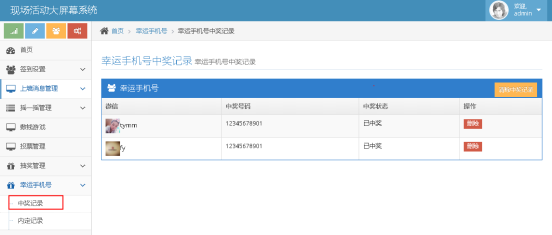 现场活动大屏幕系统
欢迎,
admin
首页 > 幸运手机号 > 幸运手机号中奖记录
首页
签到设置
上墙消息管理
摇一摇管理
数钱游戏
投票管理
抽奖管理
幸运手机号
中奖记录
内定记录
幸运手机号中奖记录 幸运手机号中奖记录
幸运手机号
清除中奖记录
微信 中奖号码 中奖状态 操作
tymm 12345678901 已中奖 删除
fy 12345678901 已中奖 删除